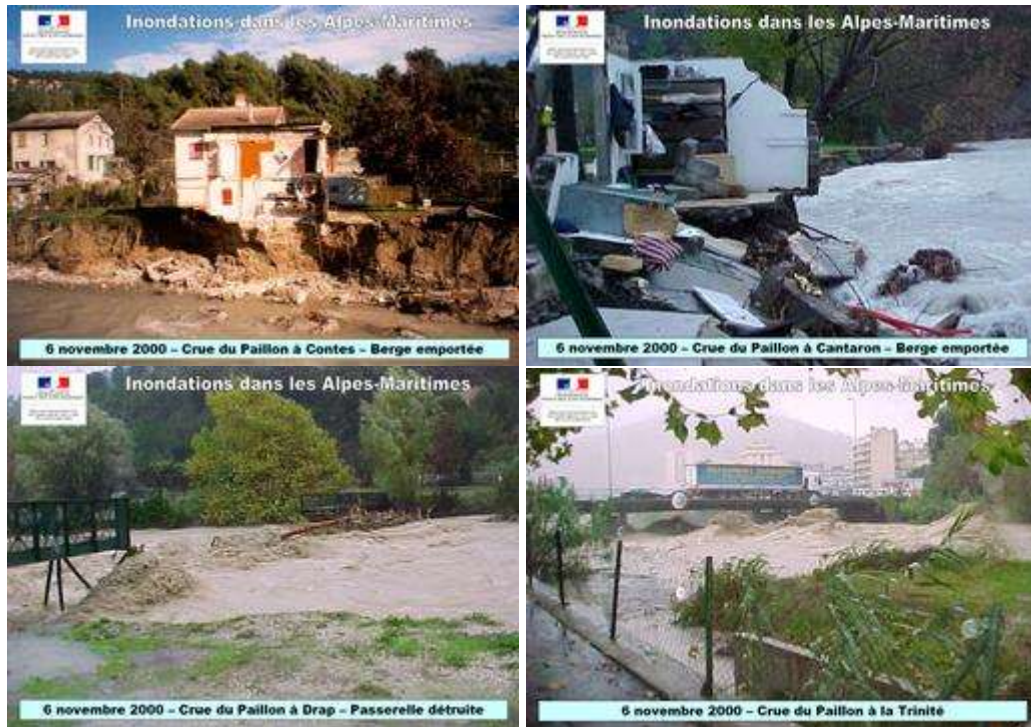 Inondations dans les Alpes-Maritimes
6 novembre 2000 – Crue du Paillon à Contes – Berge emportée
Inondations dans les Alpes-Maritimes
6 novembre 2000 – Crue du Paillon à Cantaron – Berge emportée
Inondations dans les Alpes-Maritimes
6 novembre 2000 – Crue du Paillon à Drap – Passerelle détruite
Inondations dans les Alpes-Maritimes
6 novembre 2000 – Crue du Paillon à la Trinité